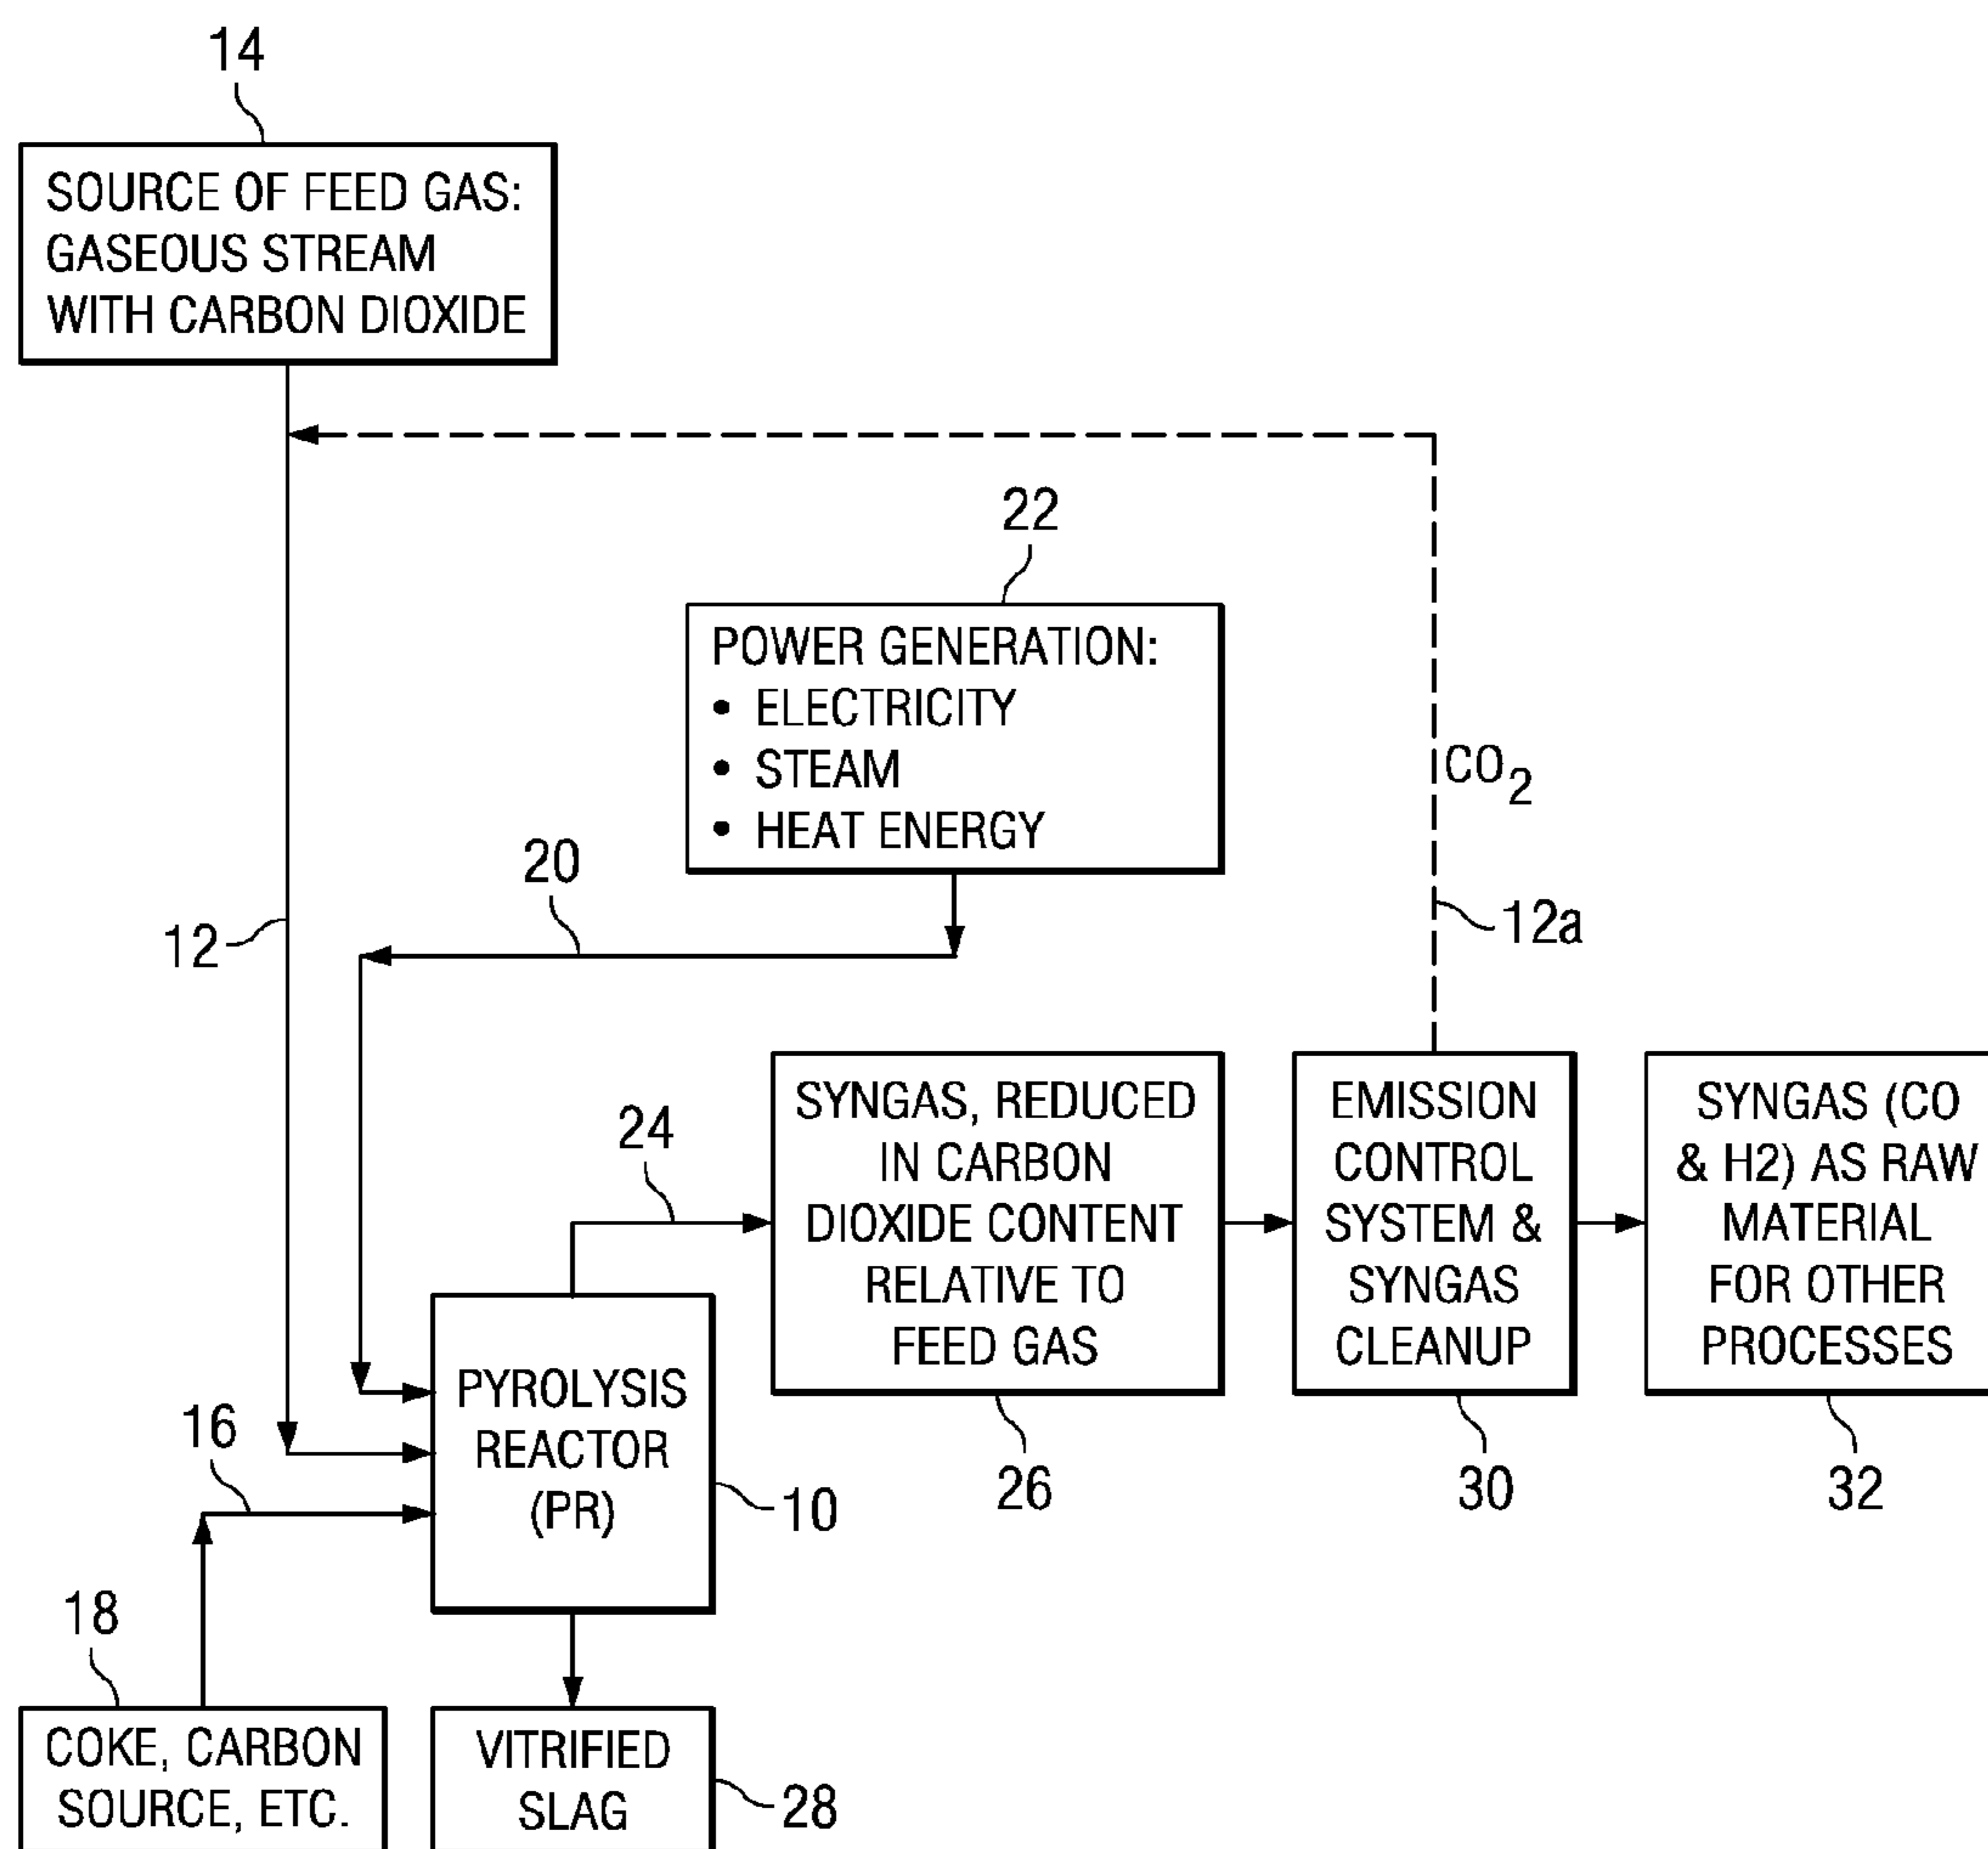 14
SOURCE OF FEED GAS:
GASEOUS STREAM
WITH CARBON DIOXIDE
22
POWER GENERATION:
• ELECTRICITY
• STEAM
• HEAT ENERGY
CO2
20
12
12a
24
SYNGAS, REDUCED
IN CARBON
DIOXIDE CONTENT
RELATIVE TO
FEED GAS
26
EMISSION
CONTROL
SYSTEM &
SYNGAS
CLEANUP
30
SYNGAS (CO
& H2) AS RAW
MATERIAL
FOR OTHER
PROCESSES
32
PYROLYSIS
REACTOR
(PR)
10
16
18
COKE, CARBON
SOURCE, ETC.
VITRIFIED
SLAG
28